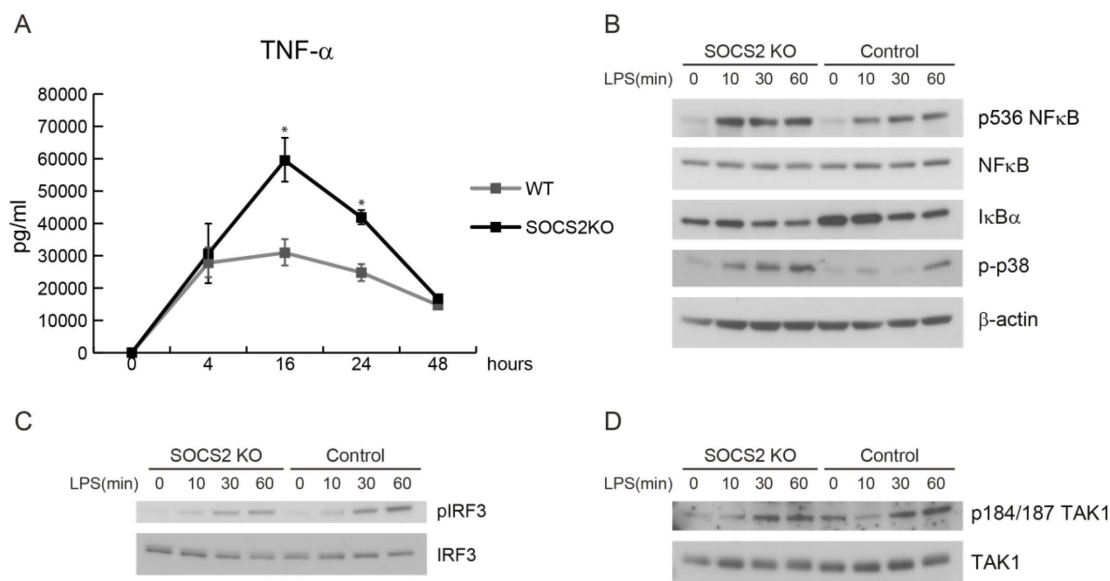 A
TNF-α
80000
70000
60000
50000
40000
30000
20000
10000
0
pg/ml
*
*
0 4 16 24 48 hours
WT
SOCS2KO
B
SOCS2 KO Control
LPS(min) 0 10 30 60 0 10 30 60
p536 NFκB
NFκB
IκBα
p-p38
β-actin
C
SOCS2 KO Control
LPS(min) 0 10 30 60 0 10 30 60
pIRF3
IRF3
D
SOCS2 KO Control
LPS(min) 0 10 30 60 0 10 30 60
p184/187 TAK1
TAK1